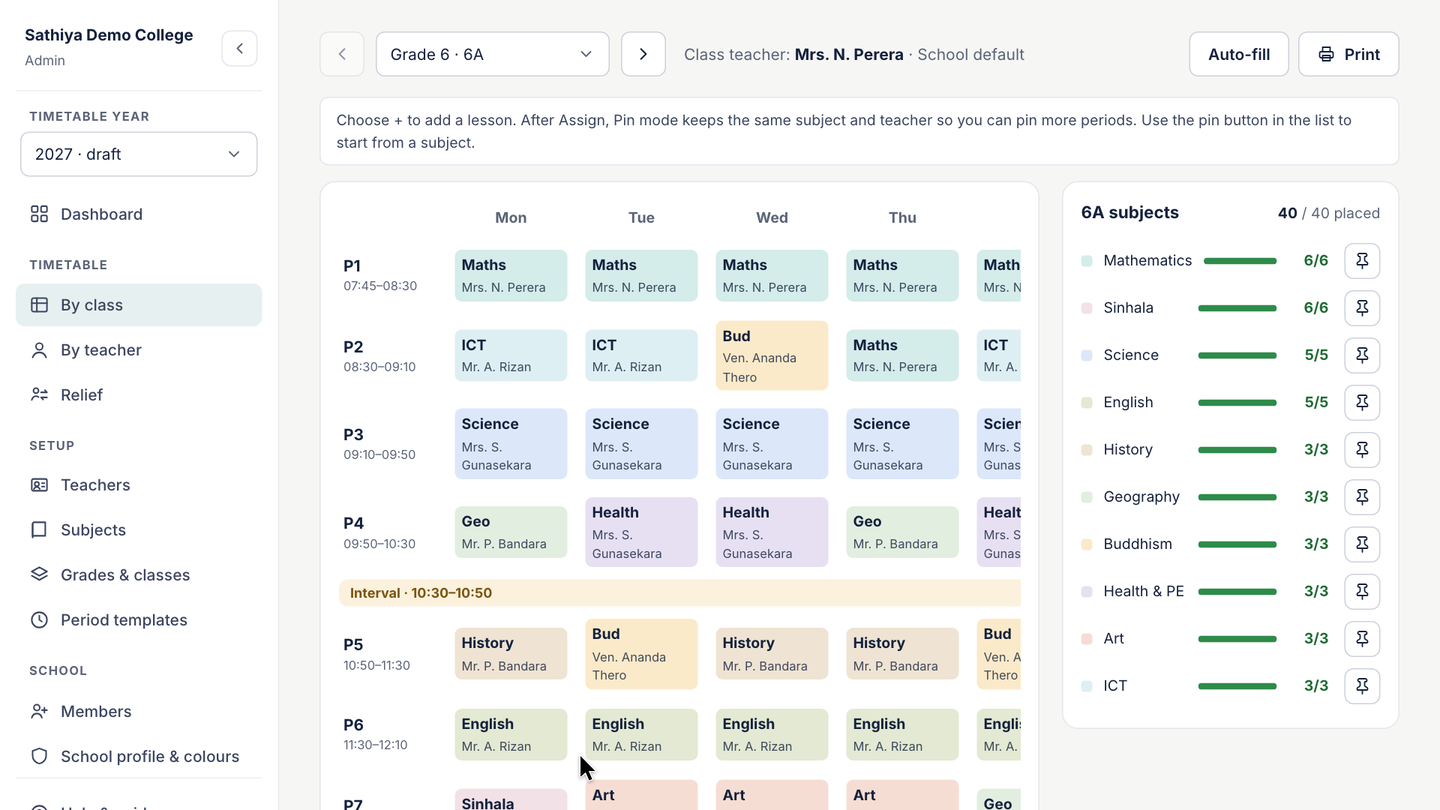 Sathiya Demo College
Admin
TIMETABLE YEAR
2027 · draft
Dashboard
TIMETABLE
By class
By teacher
Relief
SETUP
Teachers
Subjects
Grades & classes
Period templates
SCHOOL
Members
School profile & colours
Grade 6 · 6A
Class teacher: Mrs. N. Perera · School default
Auto-fill
Print
Choose + to add a lesson. After Assign, Pin mode keeps the same subject and teacher so you can pin more periods. Use the pin button in the list to
start from a subject.
Mon Tue Wed Thu
P1 Maths Maths Maths Maths Math
07:45–08:30 Mrs. N. Perera Mrs. N. Perera Mrs. N. Perera Mrs. N. Perera Mrs. N
P2 ICT ICT Bud Maths ICT
08:30–09:10 Mr. A. Rizan Mr. A. Rizan Ven. Ananda Mrs. N. Perera Mr. A.
Thero
P3 Science Science Science Science Scien
09:10–09:50 Mrs. S. Mrs. S. Mrs. S. Mrs. S. Mrs. S
Gunasekara Gunasekara Gunasekara Gunasekara Gunas
P4 Geo Health Health Geo Healt
09:50–10:30 Mr. P. Bandara Mrs. S. Mrs. S. Mr. P. Bandara Mrs. S
Gunasekara Gunasekara Gunas
Interval · 10:30–10:50
P5 History Bud History History Bud
10:50–11:30 Mr. P. Bandara Ven. Ananda Mr. P. Bandara Mr. P. Bandara Ven. A
Thero Thero
P6 English English English English Englis
11:30–12:10 Mr. A. Rizan Mr. A. Rizan Mr. A. Rizan Mr. A. Rizan Mr. A.
P7 Sinhala Art Art Art Geo
6A subjects 40 / 40 placed
Mathematics 6/6
Sinhala 6/6
Science 5/5
English 5/5
History 3/3
Geography 3/3
Buddhism 3/3
Health & PE 3/3
Art 3/3
ICT 3/3